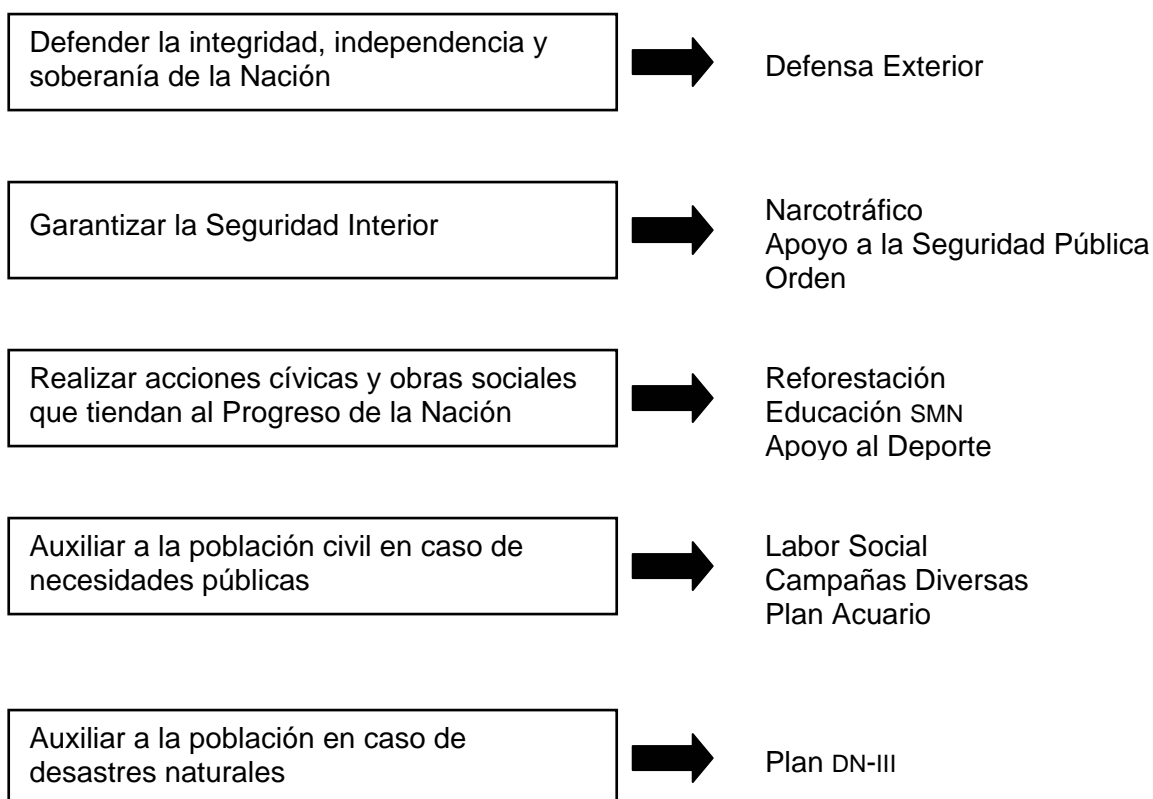 Defender la integridad, independencia y
soberanía de la Nación
Defensa Exterior
Garantizar la Seguridad Interior
Narcotráfico
Apoyo a la Seguridad Pública
Orden
Realizar acciones cívicas y obras sociales
que tiendan al Progreso de la Nación
Reforestación
Educación SMN
Apoyo al Deporte
Auxiliar a la población civil en caso de
necesidades públicas
Labor Social
Campañas Diversas
Plan Acuario
Auxiliar a la población en caso de
desastres naturales
Plan DN-III